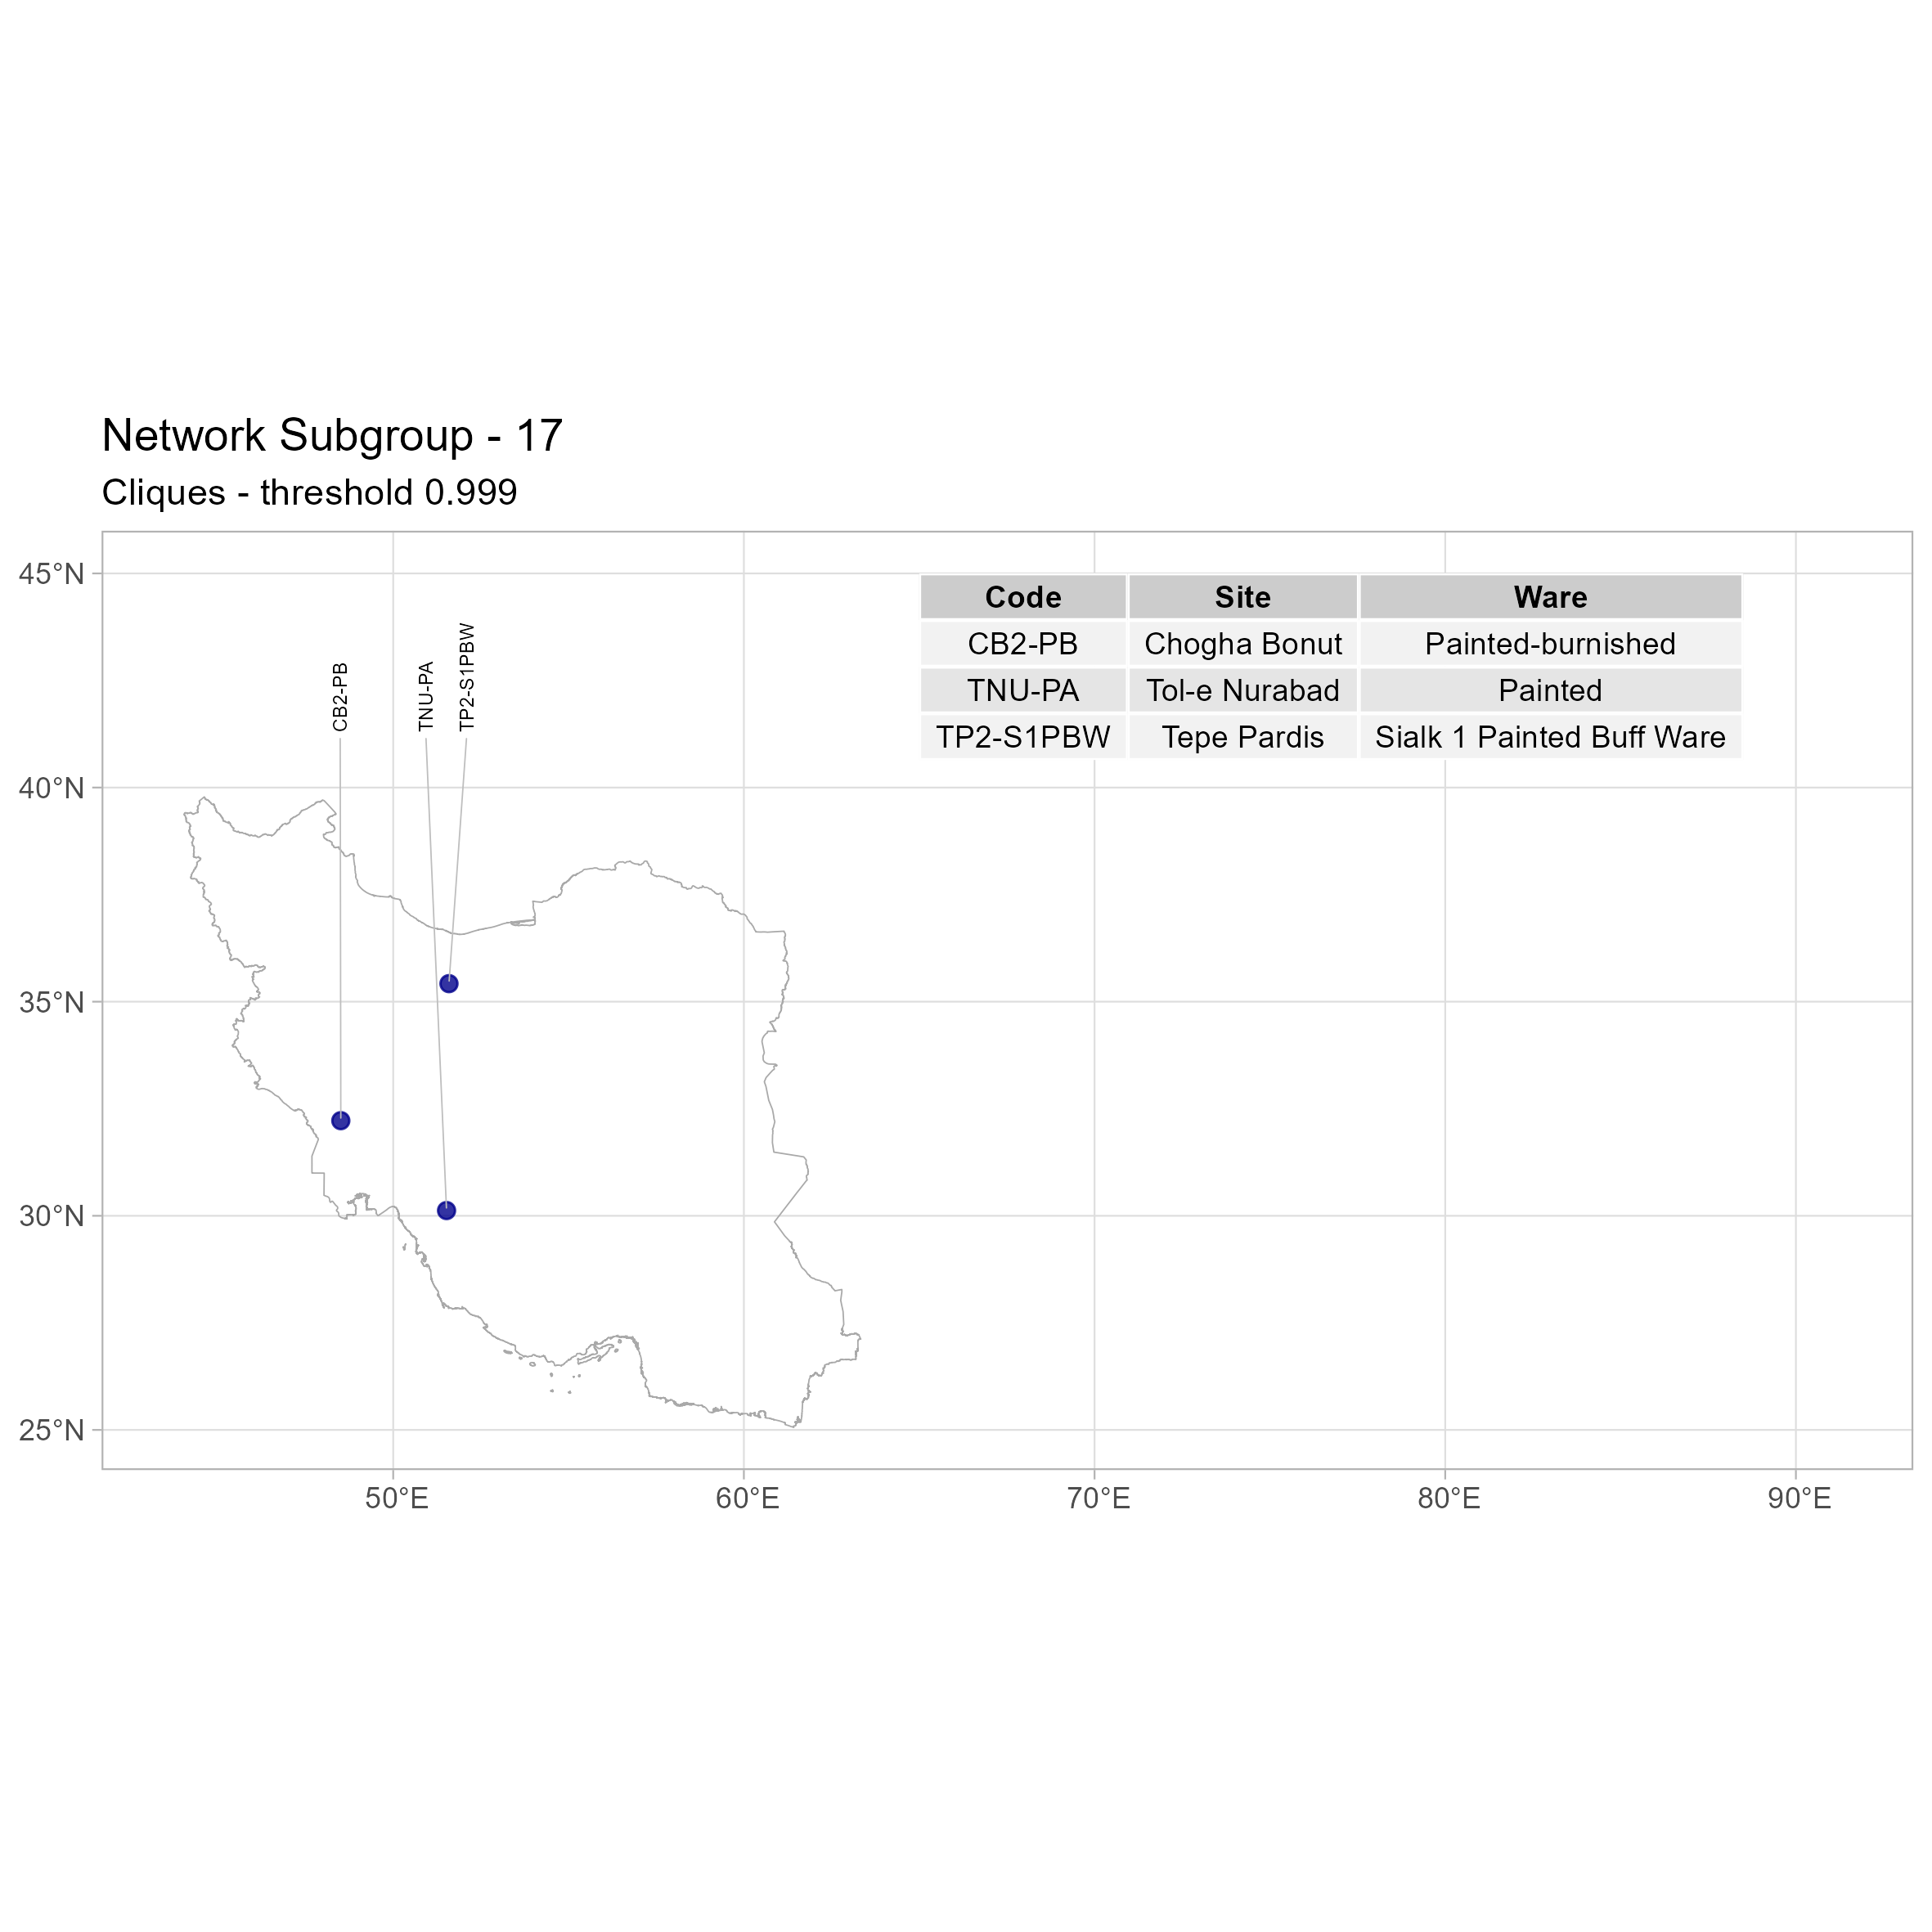 Network Subgroup - 17
Cliques - threshold 0.999
45°N
40°N
35°N
30°N
25°N
50°E 60°E 70°E 80°E 90°E
CB2-PB
TNU-PA
TP2-S1PBW
Code Site Ware
CB2-PB Chogha Bonut Painted-burnished
TNU-PA Tol-e Nurabad Painted
TP2-S1PBW Tepe Pardis Sialk 1 Painted Buff Ware